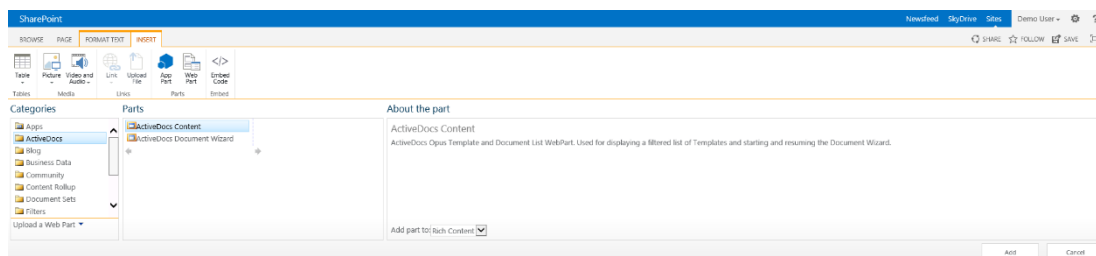 SharePoint
Newsfeed SkyDrive Sites Demo User
BROWSE PAGE FORMAT TEXT INSERT
SHARE FOLLOW SAVE
Table Picture Video and Audio Link Upload File App Part Web Part Embed Code
Tables Media Links Parts Embed
Categories Parts About the part
Apps
ActiveDocs
Blog
Business Data
Community
Content Rollup
Document Sets
Filters
Upload a Web Part
ActiveDocs Content
ActiveDocs Document Wizard
ActiveDocs Content
ActiveDocs Opus Template and Document List WebPart. Used for displaying a filtered list of Templates and starting and resuming the Document Wizard.
Add part to: Rich Content
Add Cancel